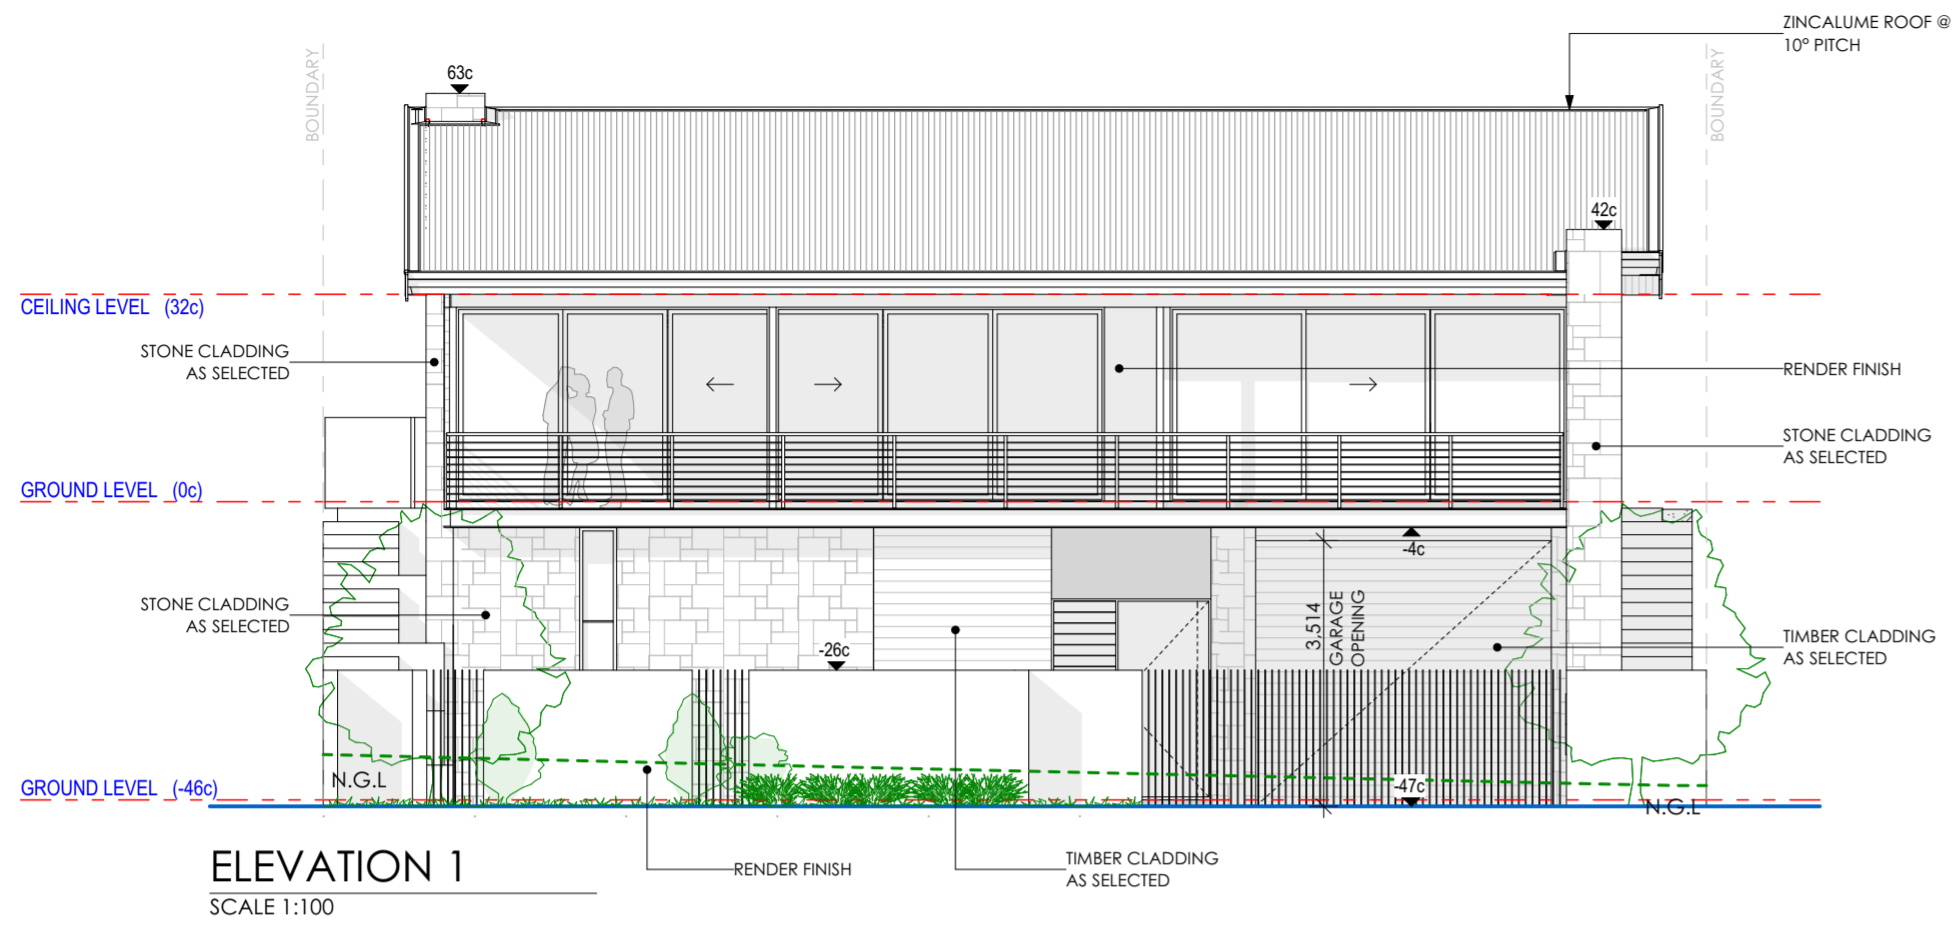 ZINCALUME ROOF @
10° PITCH
BOUNDARY
BOUNDARY
63c
42c
CEILING LEVEL (32c)
STONE CLADDING
AS SELECTED
RENDER FINISH
STONE CLADDING
AS SELECTED
GROUND LEVEL (0c)
-4c
STONE CLADDING
AS SELECTED
3,514
GARAGE
OPENING
-26c
TIMBER CLADDING
AS SELECTED
N.G.L
GROUND LEVEL (-46c)
-47c
N.G.L
ELEVATION 1
SCALE 1:100
RENDER FINISH
TIMBER CLADDING
AS SELECTED